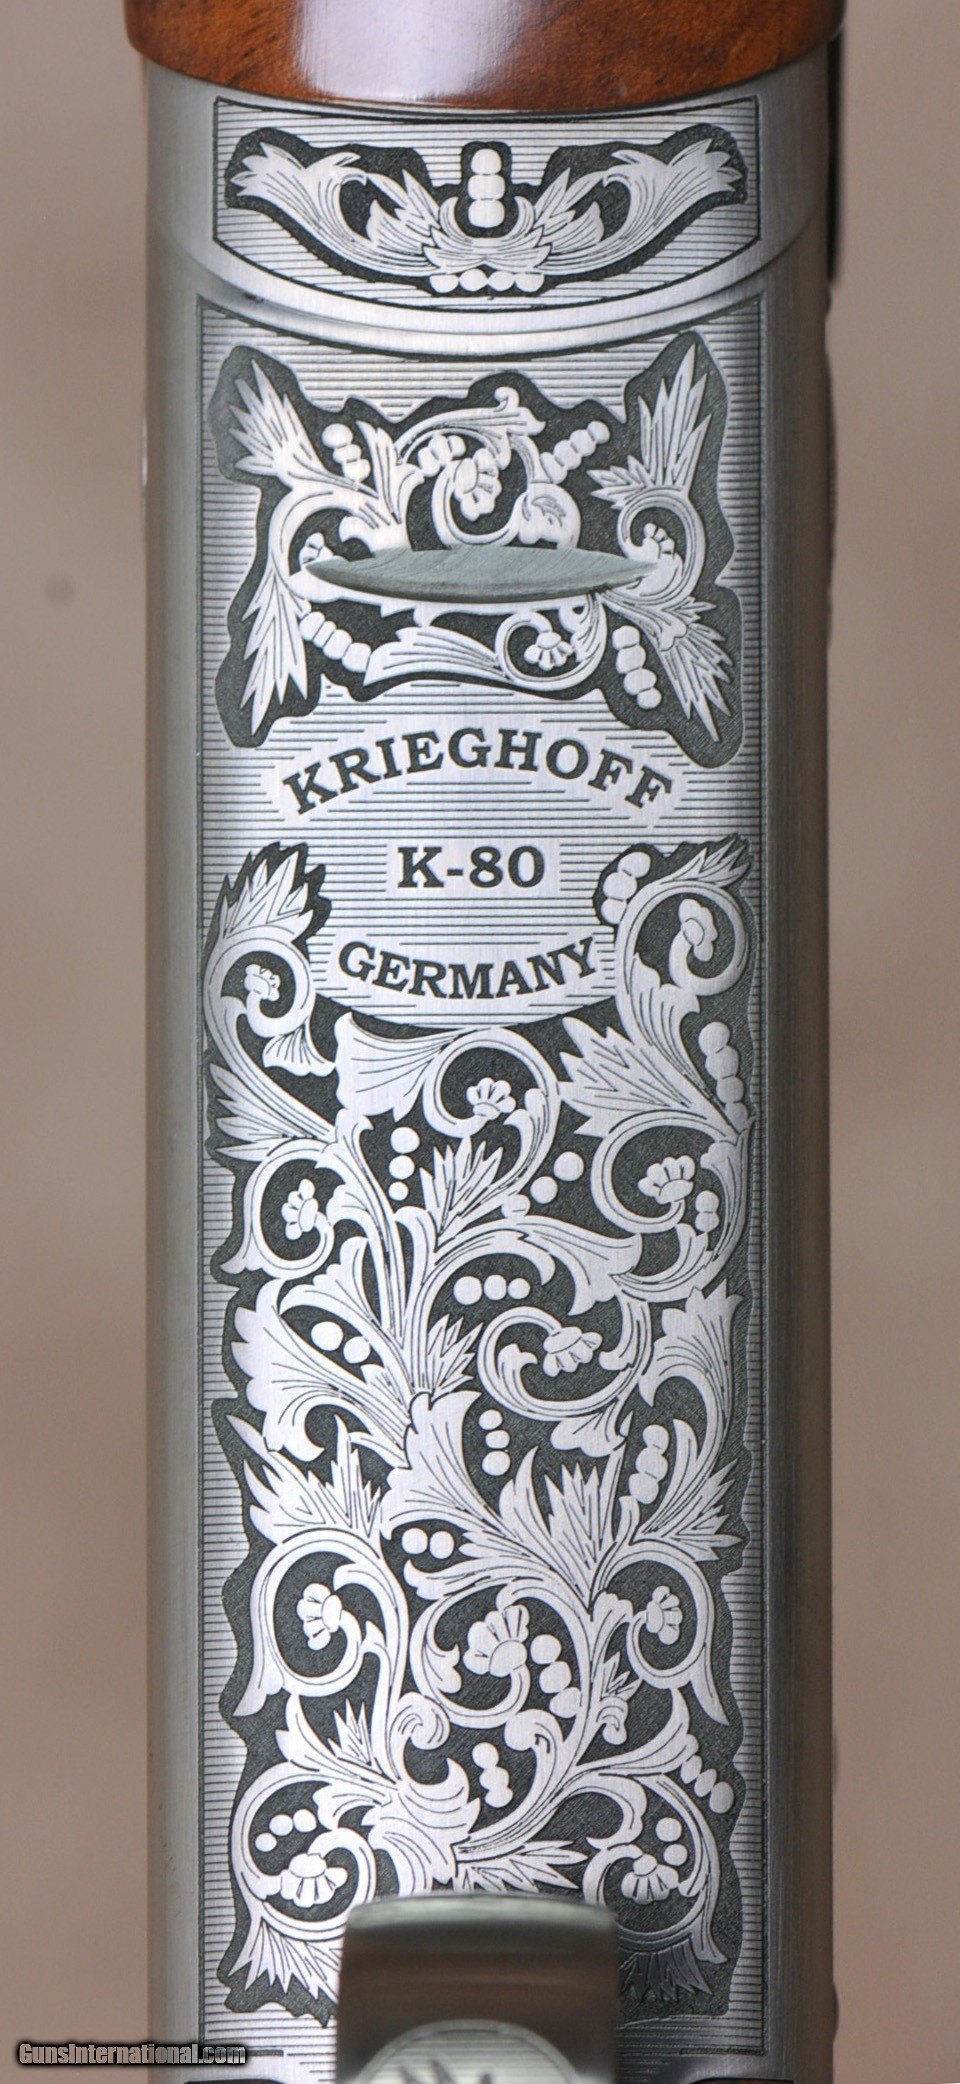 KRIEGHOFF
K-80
GERMANY
GunsInternational.com